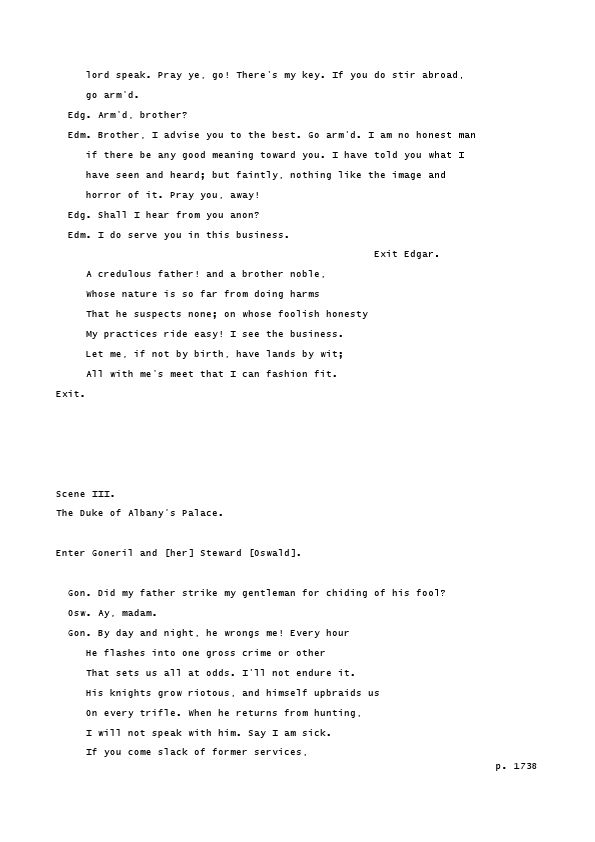 lord speak. Pray ye, go! There's my key. If you do stir abroad,
go arm'd.
Edg. Arm'd, brother?
Edm. Brother, I advise you to the best. Go arm'd. I am no honest man
if there be any good meaning toward you. I have told you what I
have seen and heard; but faintly, nothing like the image and
horror of it. Pray you, away!
Edg. Shall I hear from you anon?
Edm. I do serve you in this business.
Exit Edgar.
A credulous father! and a brother noble,
Whose nature is so far from doing harms
That he suspects none; on whose foolish honesty
My practices ride easy! I see the business.
Let me, if not by birth, have lands by wit;
All with me's meet that I can fashion fit.
Exit.
Scene III.
The Duke of Albany's Palace.
Enter Goneril and [her] Steward [Oswald].
Gon. Did my father strike my gentleman for chiding of his fool?
Osw. Ay, madam.
Gon. By day and night, he wrongs me! Every hour
He flashes into one gross crime or other
That sets us all at odds. I'll not endure it.
His knights grow riotous, and himself upbraids us
On every trifle. When he returns from hunting,
I will not speak with him. Say I am sick.
If you come slack of former services,
p. 1738